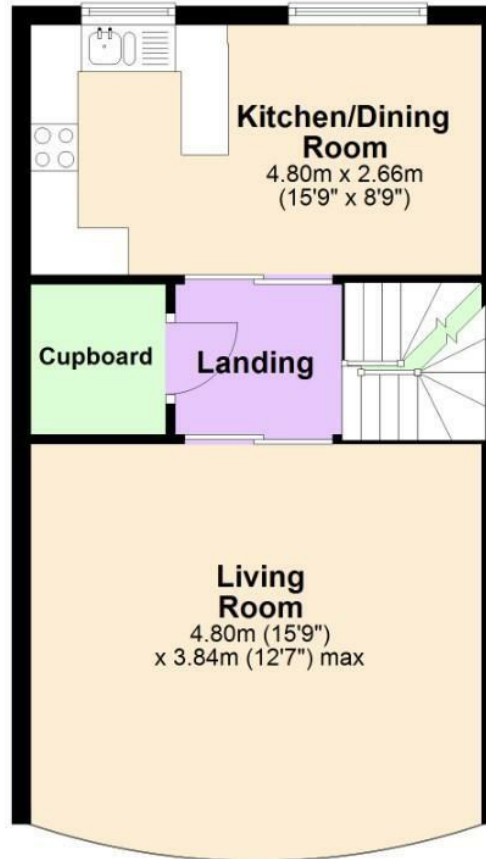 Kitchen/Dining
Room
4.80m x 2.66m
(15'9" x 8'9")
Cupboard
Landing
Living
Room
4.80m (15'9")
x 3.84m (12'7") max